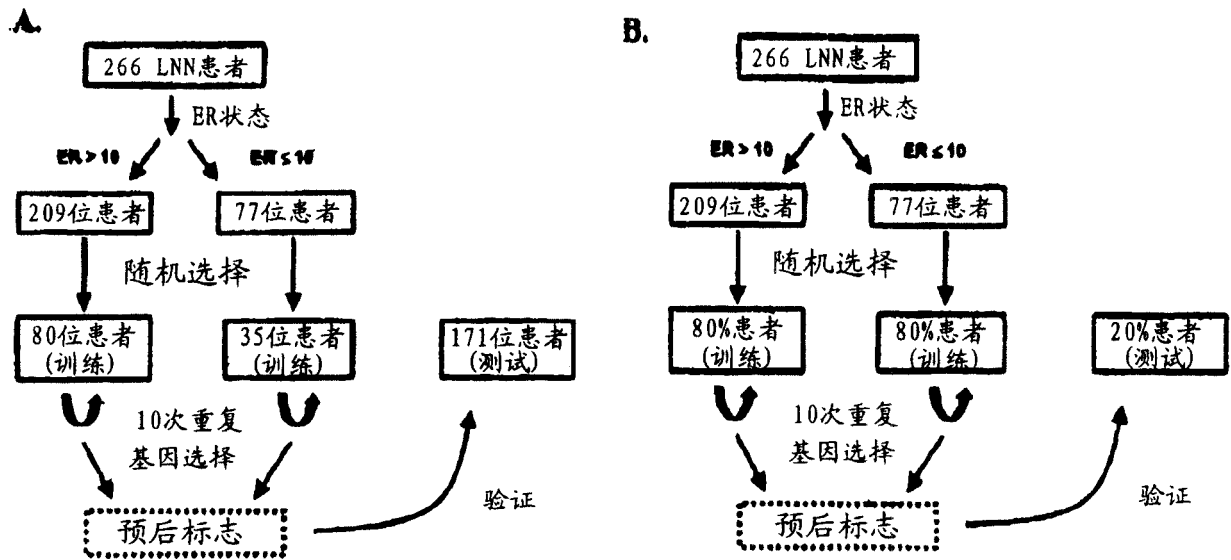 A.
266 LNN患者
ER状态
ER > 10
ER ≤ 10
209位患者
77位患者
随机选择
80位患者
(训练)
35位患者
(训练)
171位患者
(测试)
10次重复
基因选择
预后标志
验证
B.
266 LNN患者
ER状态
ER > 10
ER ≤ 10
209位患者
77位患者
随机选择
80%患者
(训练)
80%患者
(训练)
20%患者
(测试)
10次重复
基因选择
预后标志
验证